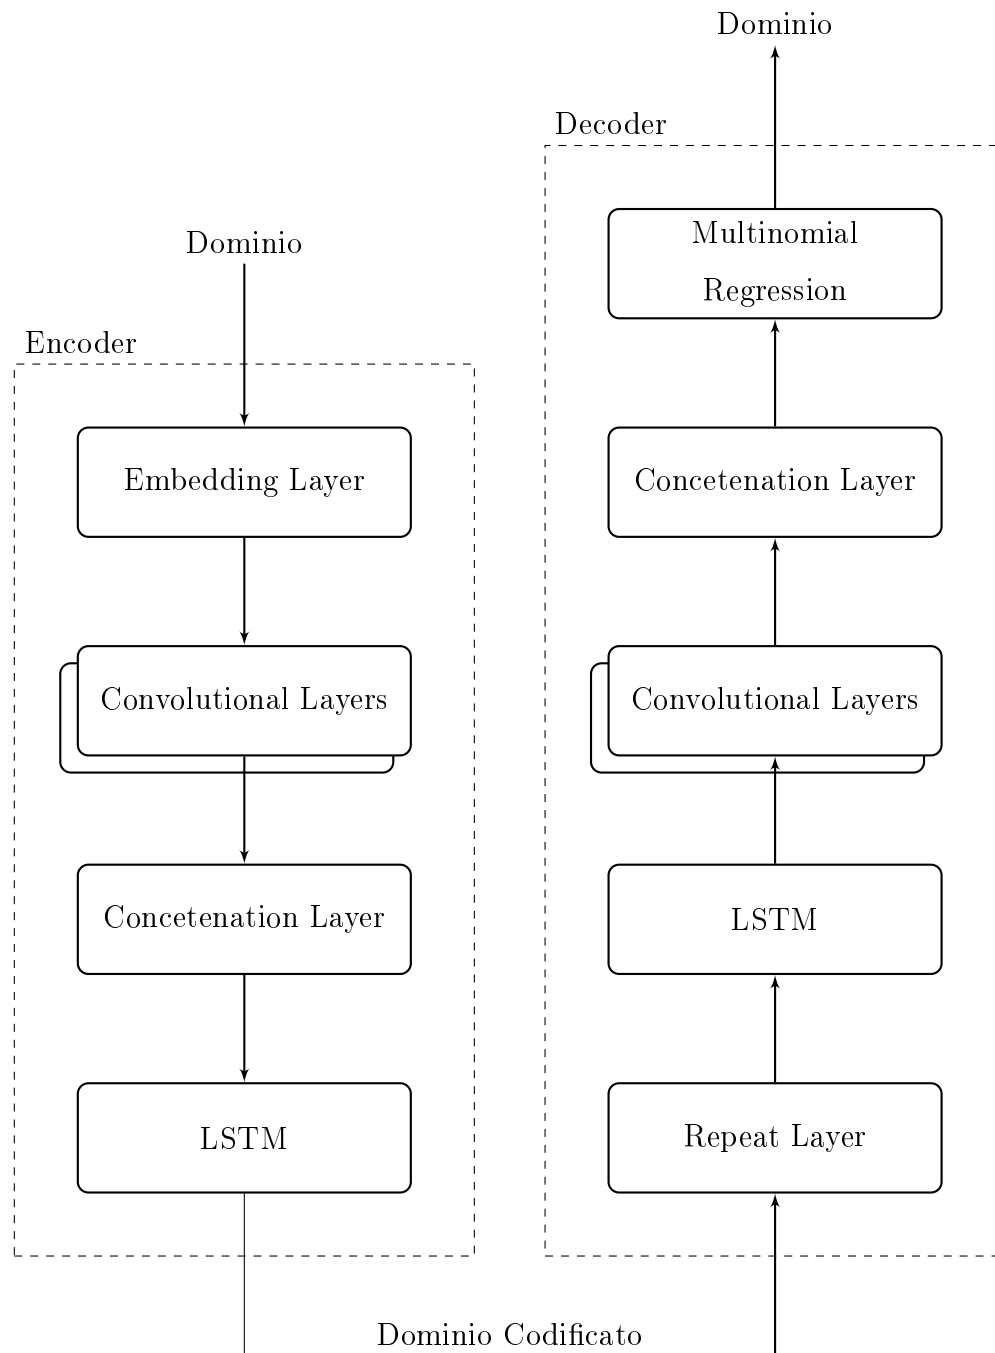 Dominio
Encoder
Embedding Layer
Convolutional Layers
Concetenation Layer
LSTM
Dominio Codificato
Dominio
Decoder
Multinomial
Regression
Concetenation Layer
Convolutional Layers
LSTM
Repeat Layer